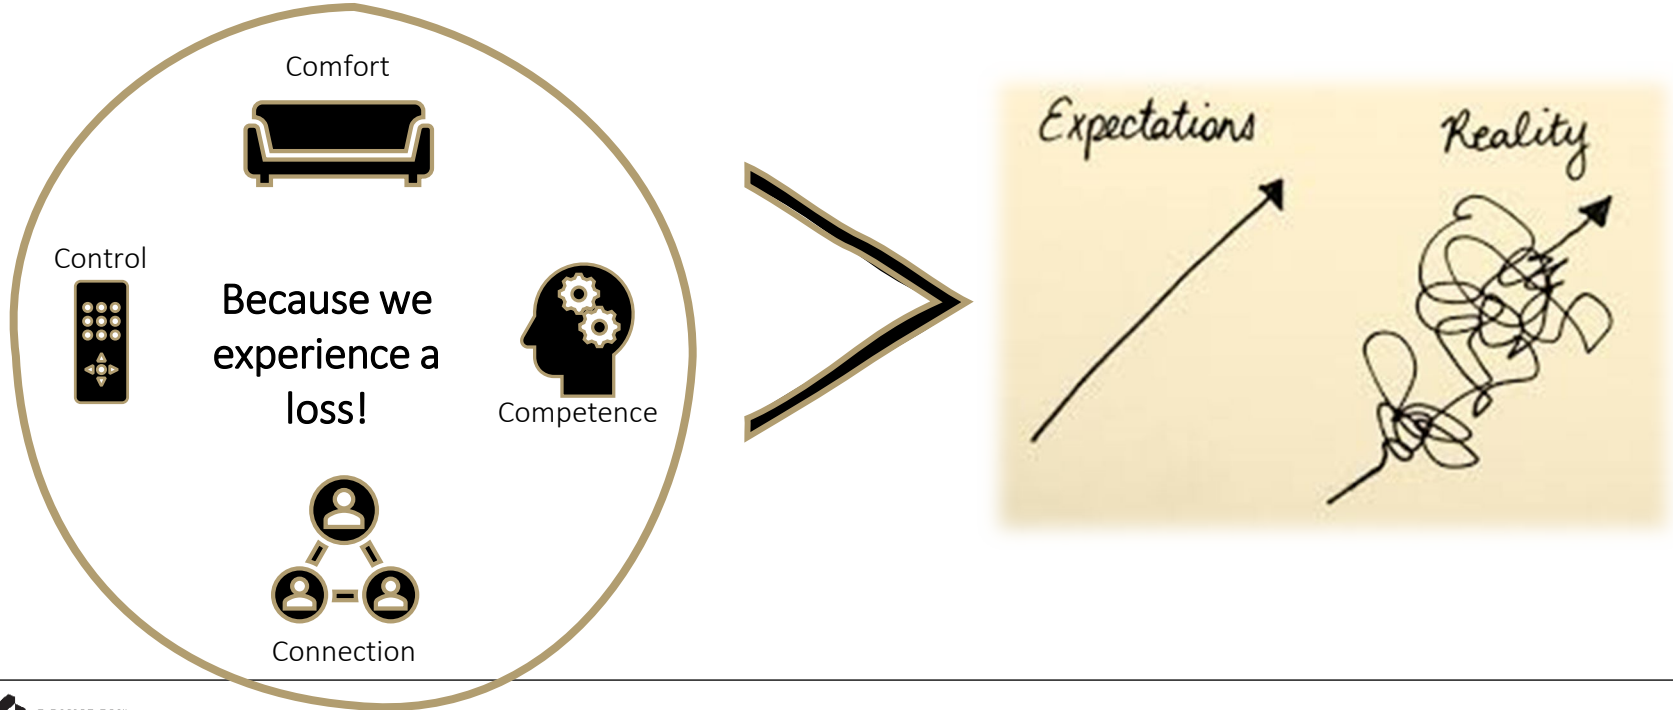 Comfort
Control
Because we
experience a
loss!
Competence
Connection
Expectations
Reality